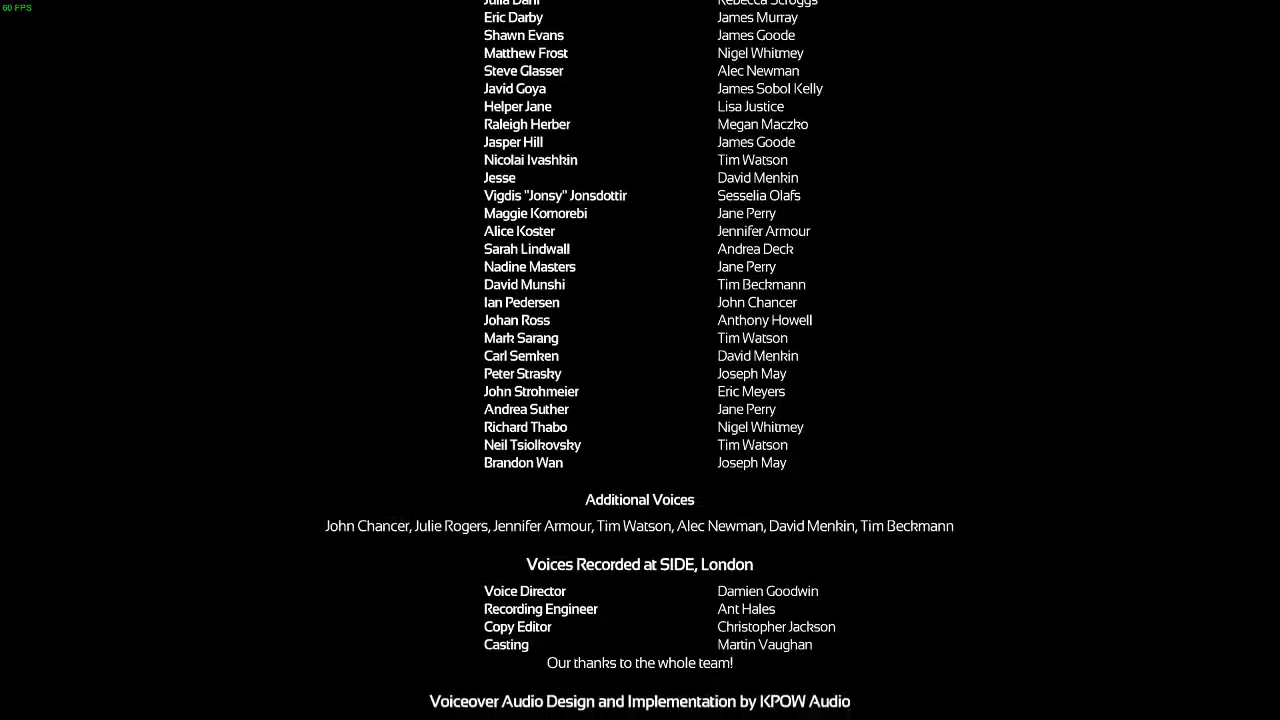 60 FPS
Julia Dahl Rebecca Scroggs
Eric Darby James Murray
Shawn Evans James Goode
Matthew Frost Nigel Whitmey
Steve Glasser Alec Newman
Javid Goya James Sobol Kelly
Helper Jane Lisa Justice
Raleigh Herber Megan Maczko
Jasper Hill James Goode
Nicolai Ivashkin Tim Watson
Jesse David Menkin
Vigdis "Jonsy" Jonsdottir Sesselia Olafs
Maggie Komorebi Jane Perry
Alice Koster Jennifer Armour
Sarah Lindwall Andrea Deck
Nadine Masters Jane Perry
David Munshi Tim Beckmann
Ian Pedersen John Chancer
Johan Ross Anthony Howell
Mark Sarang Tim Watson
Carl Semken David Menkin
Peter Strasky Joseph May
John Strohmeier Eric Meyers
Andrea Suther Jane Perry
Richard Thabo Nigel Whitmey
Neil Tsiolkovsky Tim Watson
Brandon Wan Joseph May
Additional Voices
John Chancer, Julie Rogers, Jennifer Armour, Tim Watson, Alec Newman, David Menkin, Tim Beckmann
Voices Recorded at SIDE, London
Voice Director Damien Goodwin
Recording Engineer Ant Hales
Copy Editor Christopher Jackson
Casting Martin Vaughan
Our thanks to the whole team!
Voiceover Audio Design and Implementation by KPOW Audio